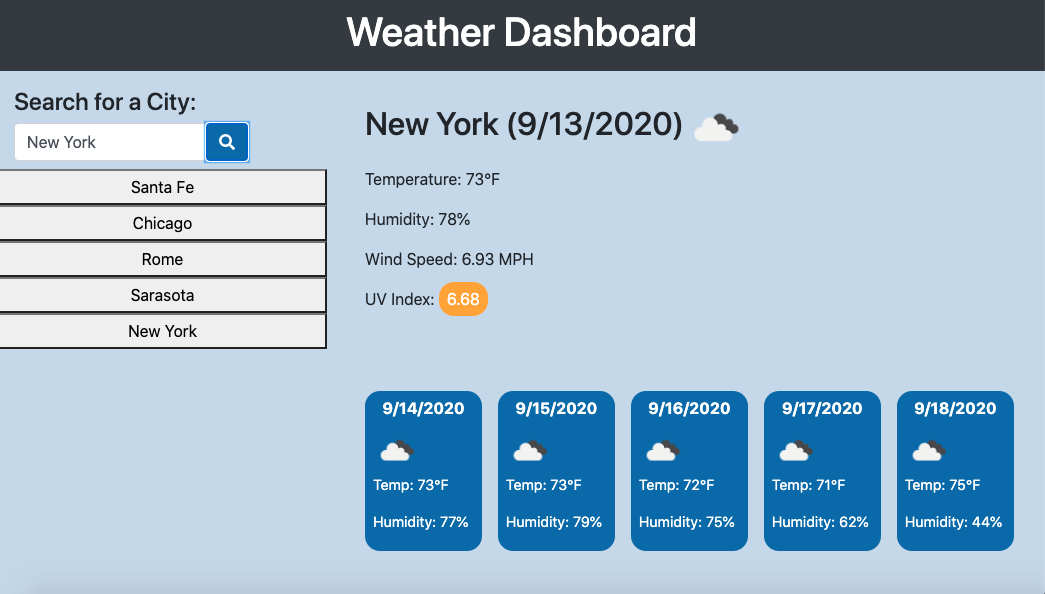 Weather Dashboard
Search for a City:
New York
Santa Fe
Chicago
Rome
Sarasota
New York
New York (9/13/2020)
Temperature: 73°F
Humidity: 78%
Wind Speed: 6.93 MPH
UV Index: 6.68
9/14/2020
Temp: 73°F
Humidity: 77%
9/15/2020
Temp: 73°F
Humidity: 79%
9/16/2020
Temp: 72°F
Humidity: 75%
9/17/2020
Temp: 71°F
Humidity: 62%
9/18/2020
Temp: 75°F
Humidity: 44%